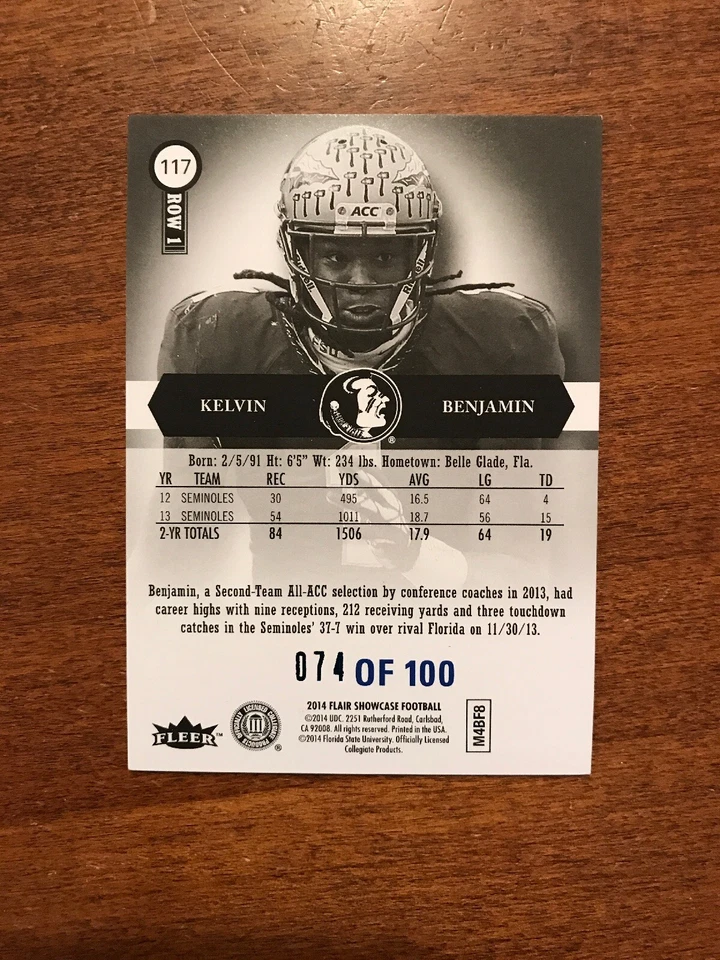 117
ROW 1
ACC
FSU
KELVIN BENJAMIN
®
Born: 2/5/91 Ht: 6'5" Wt: 234 lbs. Hometown: Belle Glade, Fla.
YR TEAM REC YDS AVG LG TD
12 SEMINOLES 30 495 16.5 64 4
13 SEMINOLES 54 1011 18.7 56 15
2-YR TOTALS 84 1506 17.9 64 19
Benjamin, a Second-Team All-ACC selection by conference coaches in 2013, had
career highs with nine receptions, 212 receiving yards and three touchdown
catches in the Seminoles' 37-7 win over rival Florida on 11/30/13.
074 OF 100
FLEER™
OFFICIALLY LICENSED COLLEGIATE PRODUCTS
®
2014 FLAIR SHOWCASE FOOTBALL
©2014 UDC. 2251 Rutherford Road, Carlsbad,
CA 92008. All rights reserved. Printed in the USA.
©2014 Florida State University. Officially Licensed
Collegiate Products.
M4BF8